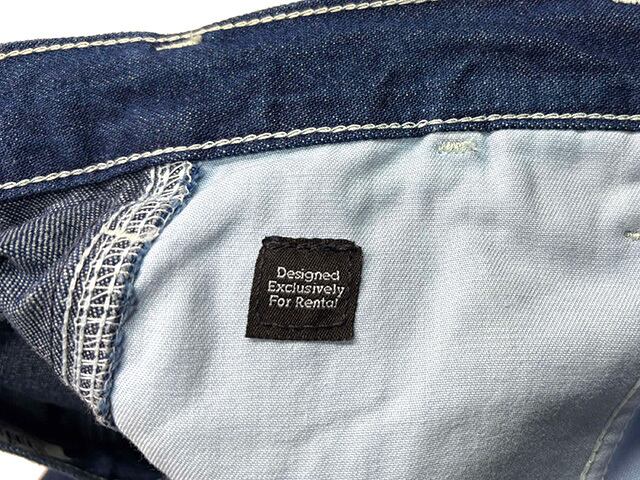 Designed
Exclusively
For Rental